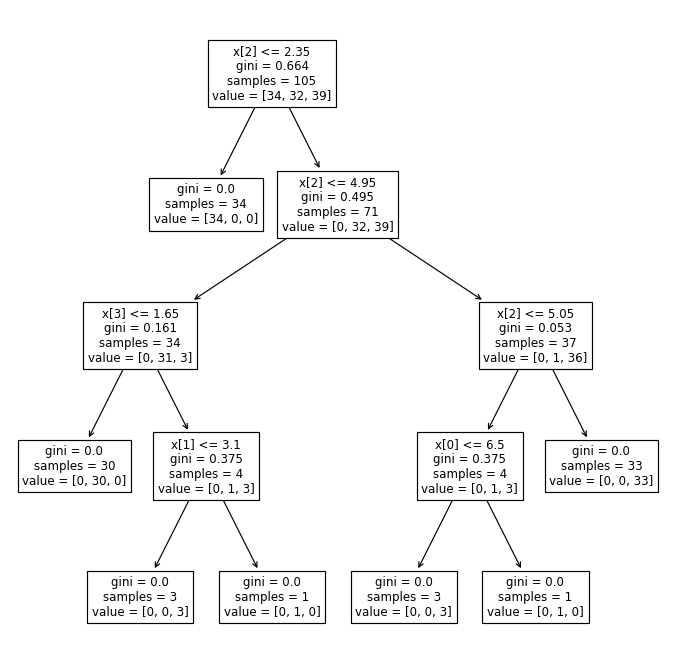 x[2] <= 2.35
gini = 0.664
samples = 105
value = [34, 32, 39]
gini = 0.0
samples = 34
value = [34, 0, 0]
x[2] <= 4.95
gini = 0.495
samples = 71
value = [0, 32, 39]
x[3] <= 1.65
gini = 0.161
samples = 34
value = [0, 31, 3]
x[2] <= 5.05
gini = 0.053
samples = 37
value = [0, 1, 36]
gini = 0.0
samples = 30
value = [0, 30, 0]
x[1] <= 3.1
gini = 0.375
samples = 4
value = [0, 1, 3]
x[0] <= 6.5
gini = 0.375
samples = 4
value = [0, 1, 3]
gini = 0.0
samples = 33
value = [0, 0, 33]
gini = 0.0
samples = 3
value = [0, 0, 3]
gini = 0.0
samples = 1
value = [0, 1, 0]
gini = 0.0
samples = 3
value = [0, 0, 3]
gini = 0.0
samples = 1
value = [0, 1, 0]